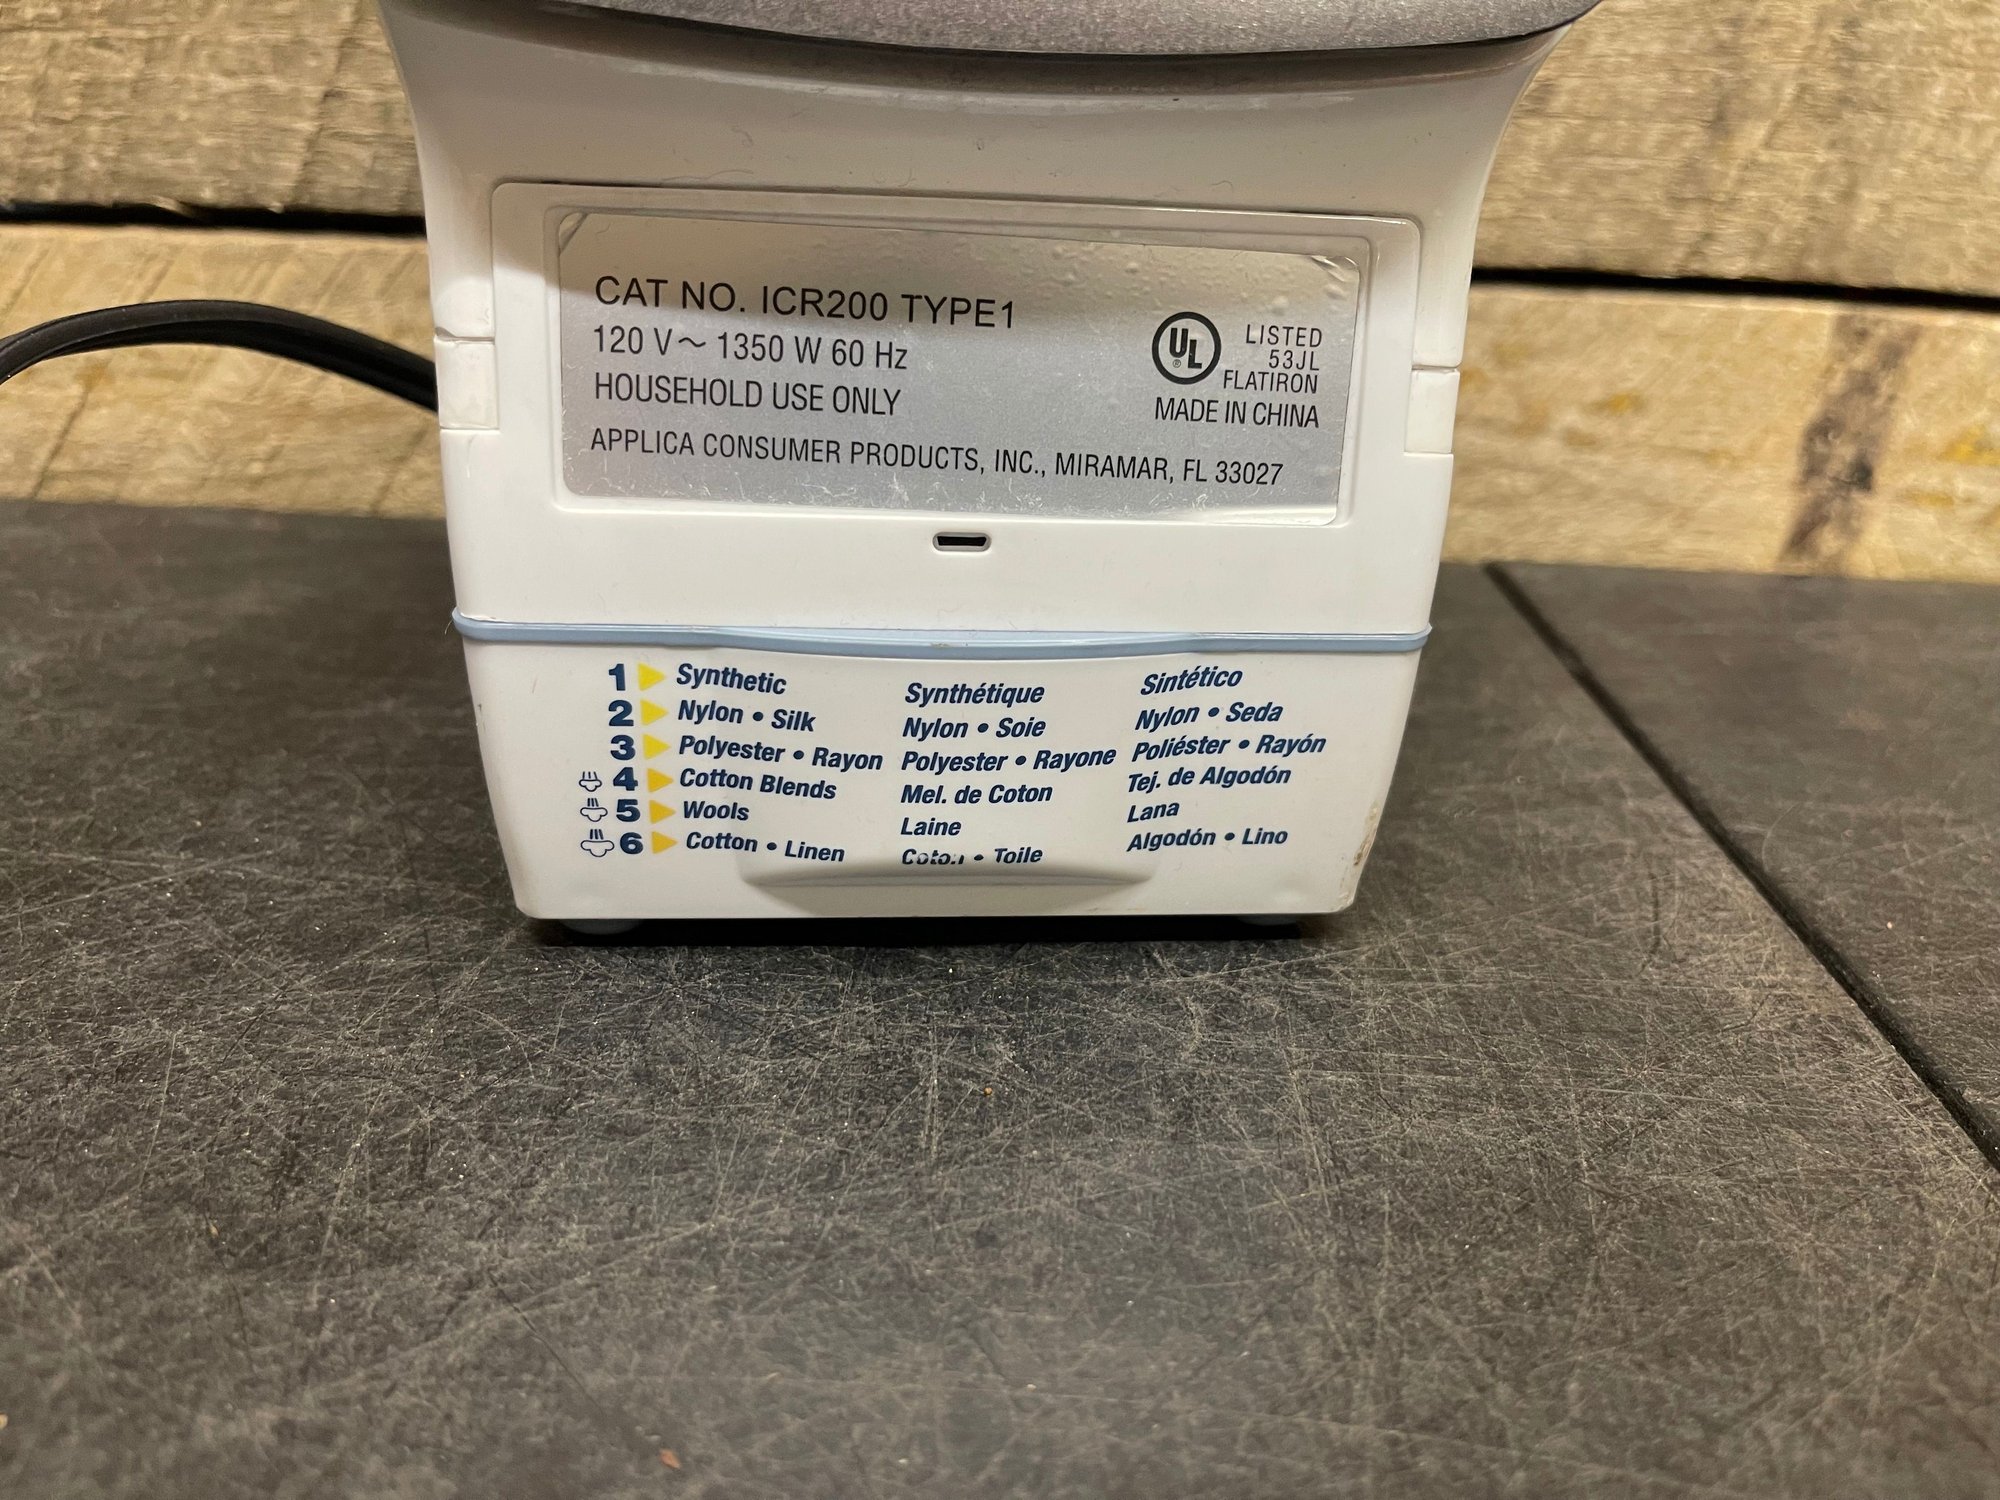 CAT NO. ICR200 TYPE1
120 V~ 1350 W 60 Hz
HOUSEHOLD USE ONLY
APPLICA CONSUMER PRODUCTS, INC., MIRAMAR, FL 33027
UL
®
LISTED
53JL
FLATIRON
MADE IN CHINA
1 Synthetic Synthétique Sintético
2 Nylon • Silk Nylon • Soie Nylon • Seda
3 Polyester • Rayon Polyester • Rayone Poliéster • Rayón
4 Cotton Blends Mel. de Coton Tej. de Algodón
5 Wools Laine Lana
6 Cotton • Linen Coton • Toile Algodón • Lino